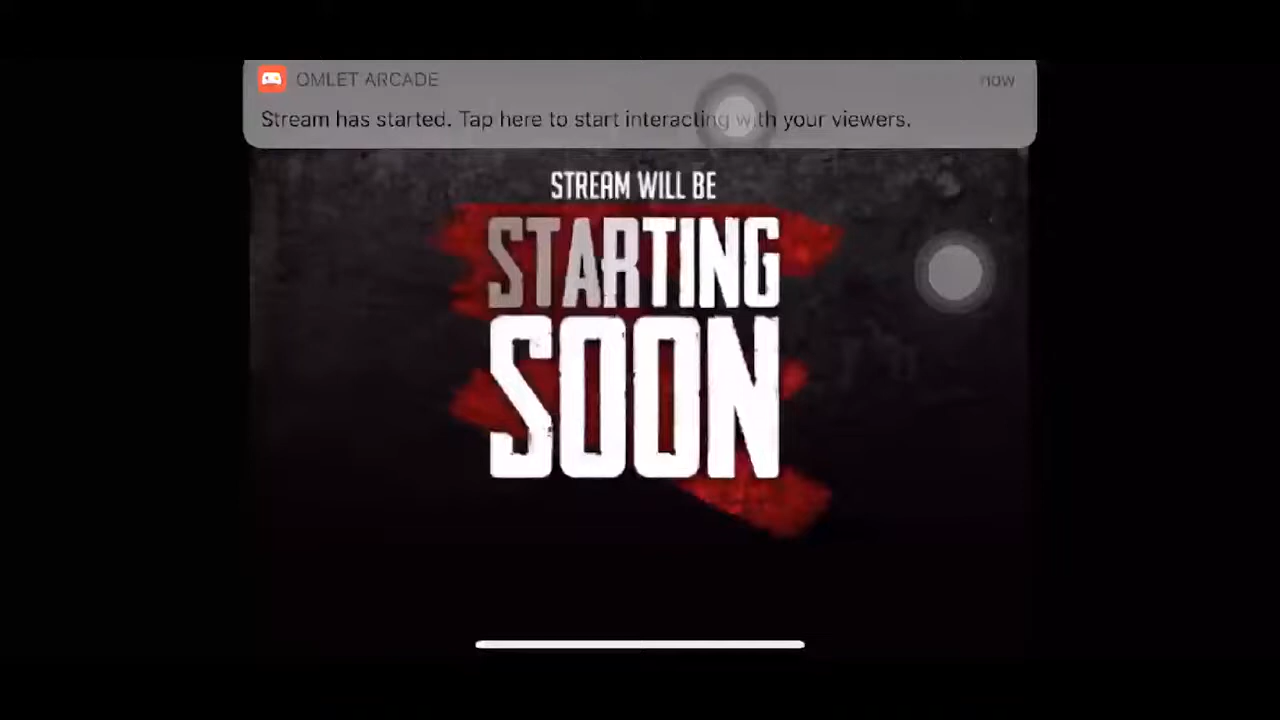 OMLET ARCADE now
Stream has started. Tap here to start interacting with your viewers.
STREAM WILL BE
STARTING
SOON